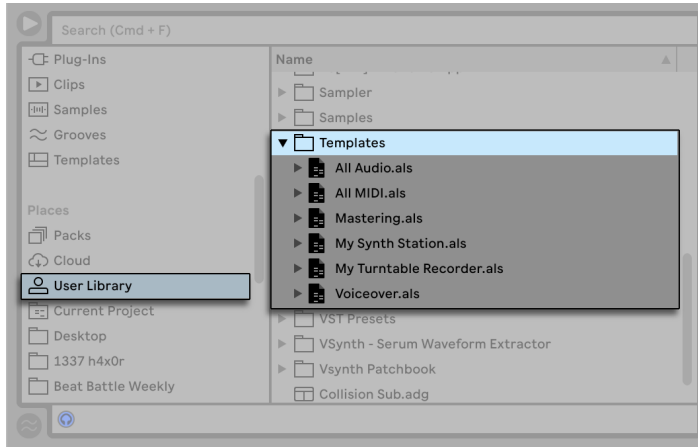 Search (Cmd + F)
Plug-Ins
Clips
Samples
Grooves
Templates
Places
Packs
Cloud
User Library
Current Project
Desktop
1337 h4x0r
Beat Battle Weekly
Name
Sampler
Samples
Templates
All Audio.als
All MIDI.als
Mastering.als
My Synth Station.als
My Turntable Recorder.als
Voiceover.als
VST Presets
VSynth - Serum Waveform Extractor
Vsynth Patchbook
Collision Sub.adg